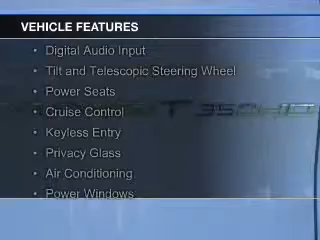 VEHICLE FEATURES
• Digital Audio Input
• Tilt and Telescopic Steering Wheel
• Power Seats
• Cruise Control
• Keyless Entry
• Privacy Glass
• Air Conditioning
• Power Windows